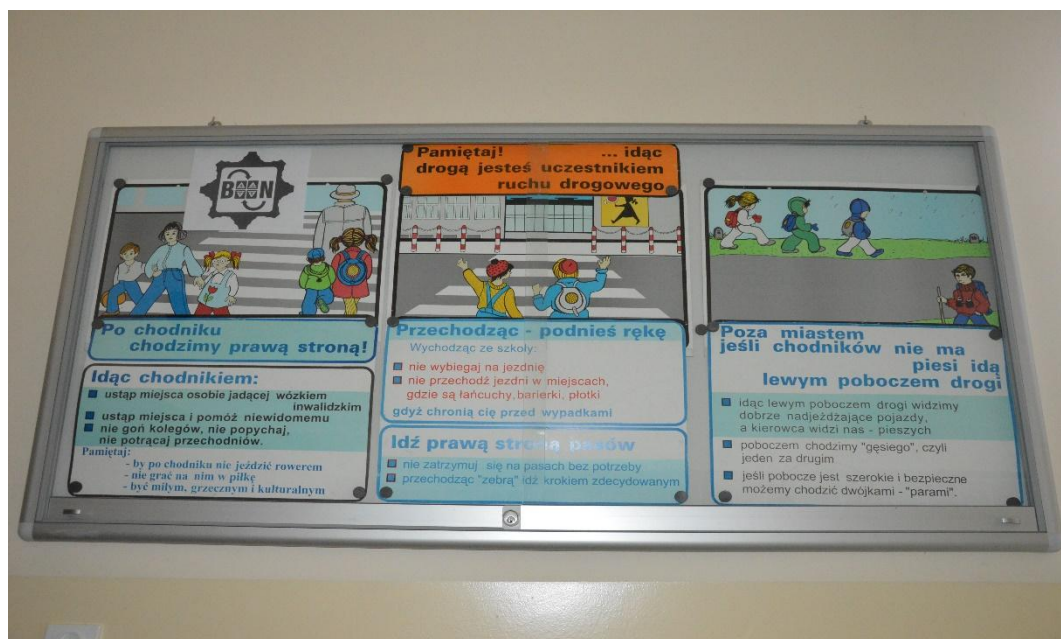 BOON
Po chodniku
chodzimy prawą stroną!
Idąc chodnikiem:
ustąp miejsca osobie jadącej wózkiem
inwalidzkim
ustąp miejsca i pomóż niewidomemu
nie goń kolegów, nie popychaj,
nie potrącaj przechodniów.
Pamiętaj:
- by po chodniku nie jeździć rowerem
- nie grać na nim w piłkę
- być miłym, grzecznym i kulturalnym
Pamiętaj! ... idąc
drogą jesteś uczestnikiem
ruchu drogowego
Przechodząc - podnieś rękę
Wychodząc ze szkoły:
nie wybiegaj na jezdnię
nie przechodź jezdni w miejscach,
gdzie są łańcuchy, barierki, płotki
gdyż chronią cię przed wypadkami
Idź prawą stroną pasów
nie zatrzymuj się na pasach bez potrzeby
przechodząc "zebrą" idź krokiem zdecydowanym
Poza miastem
jeśli chodników nie ma
piesi idą
lewym poboczem drogi
idąc lewym poboczem drogi widzimy
dobrze nadjeżdżające pojazdy,
a kierowca widzi nas - pieszych
poboczem chodzimy "gęsiego", czyli
jeden za drugim
jeśli pobocze jest szerokie i bezpieczne
możemy chodzić dwójkami - "parami".